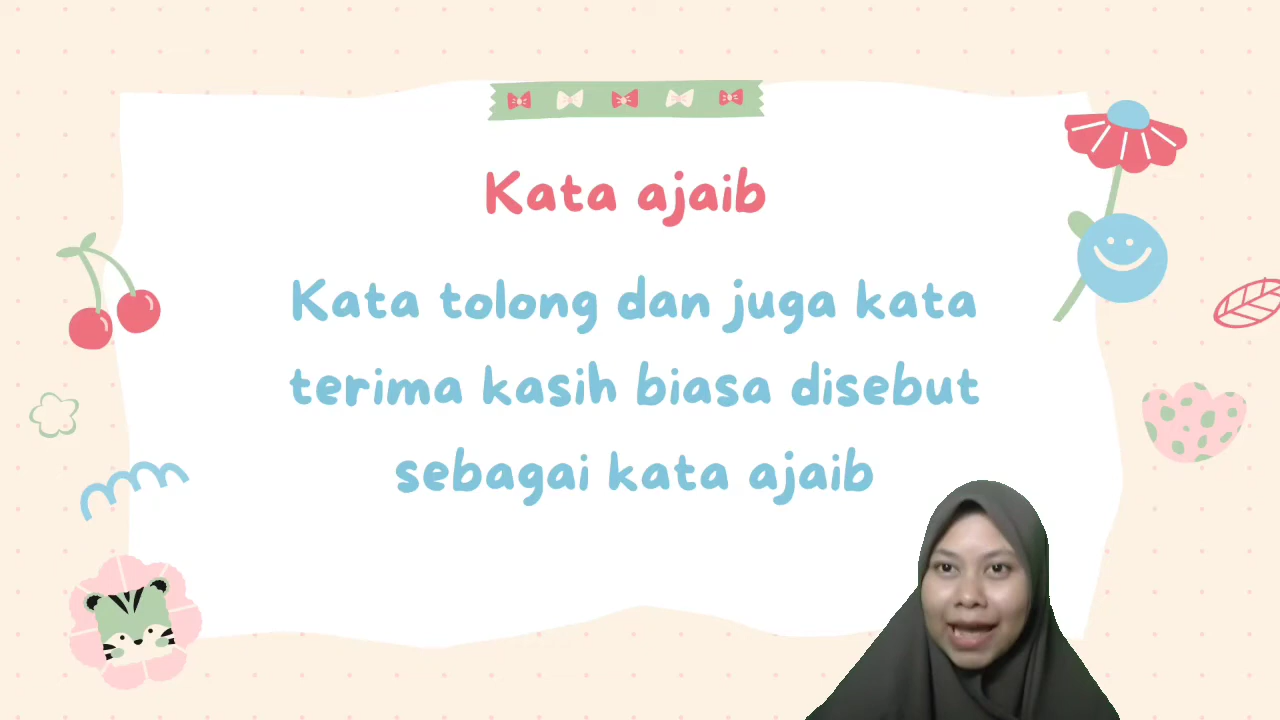 Kata ajaib
Kata tolong dan juga kata
terima kasih biasa disebut
sebagai kata ajaib